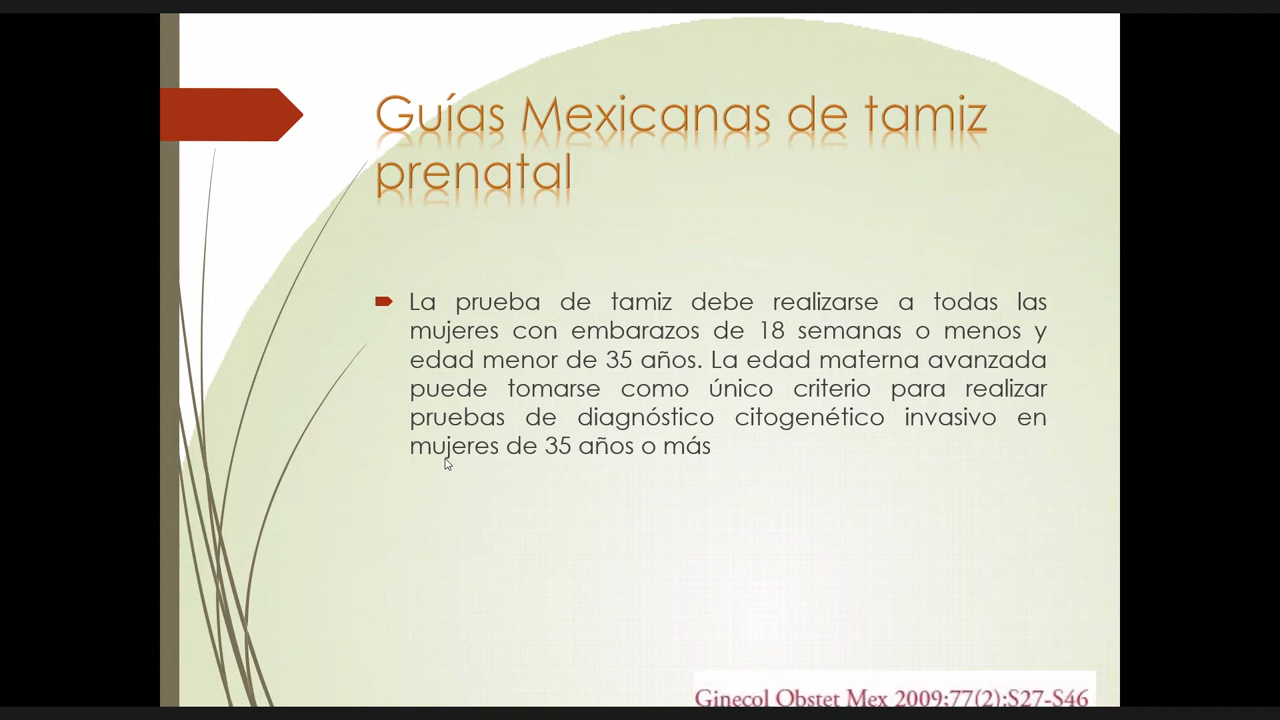 Guías Mexicanas de tamiz
prenatal
La prueba de tamiz debe realizarse a todas las
mujeres con embarazos de 18 semanas o menos y
edad menor de 35 años. La edad materna avanzada
puede tomarse como único criterio para realizar
pruebas de diagnóstico citogenético invasivo en
mujeres de 35 años o más
Ginecol Obstet Mex 2009;77(2):S27-S46